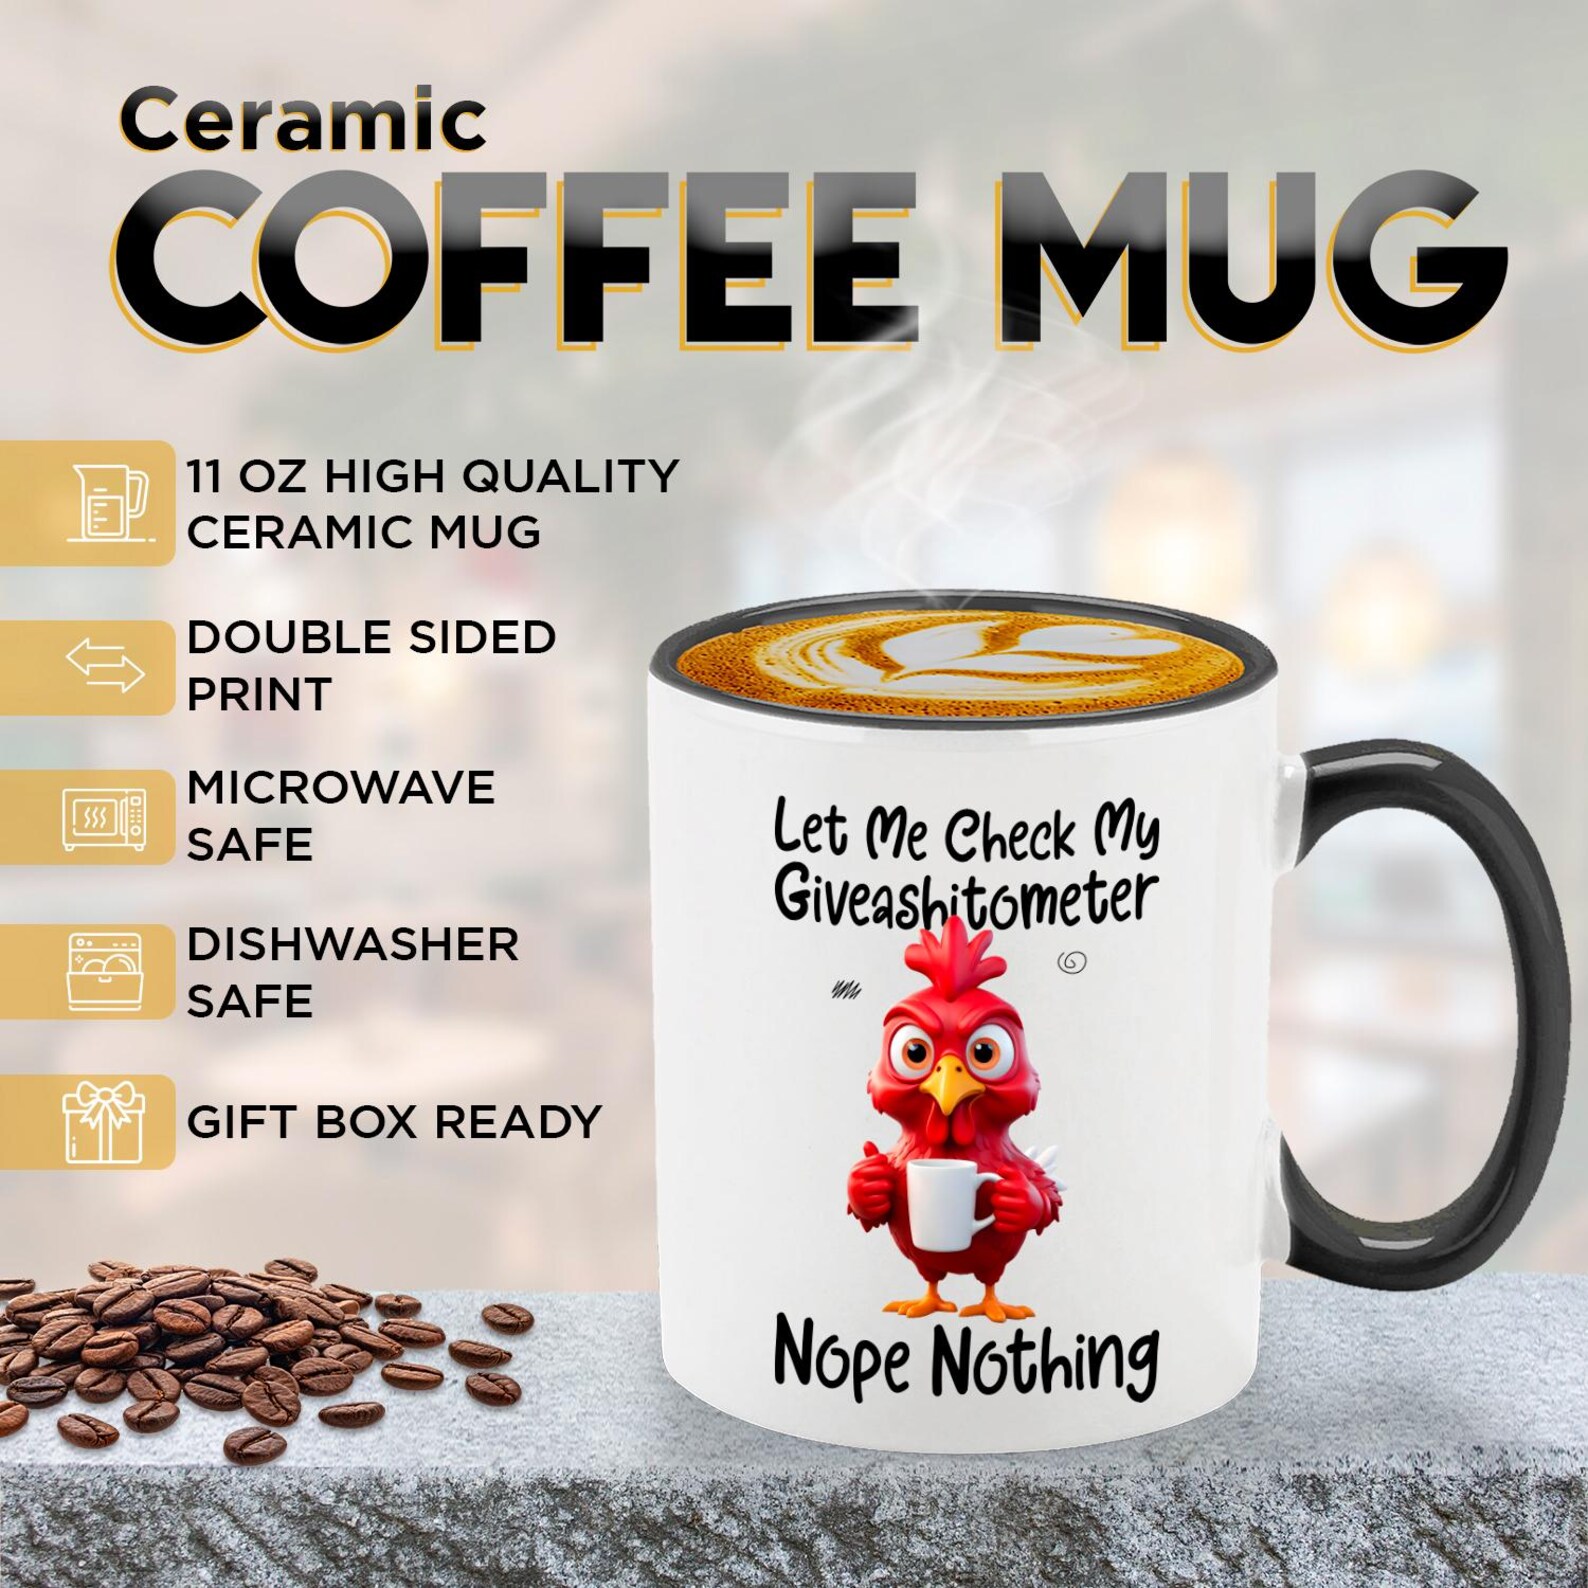 Ceramic
COFFEE MUG
11 OZ HIGH QUALITY
CERAMIC MUG
DOUBLE SIDED
PRINT
MICROWAVE
SAFE
DISHWASHER
SAFE
GIFT BOX READY
Let Me Check My
Giveashitometer
Nope Nothing